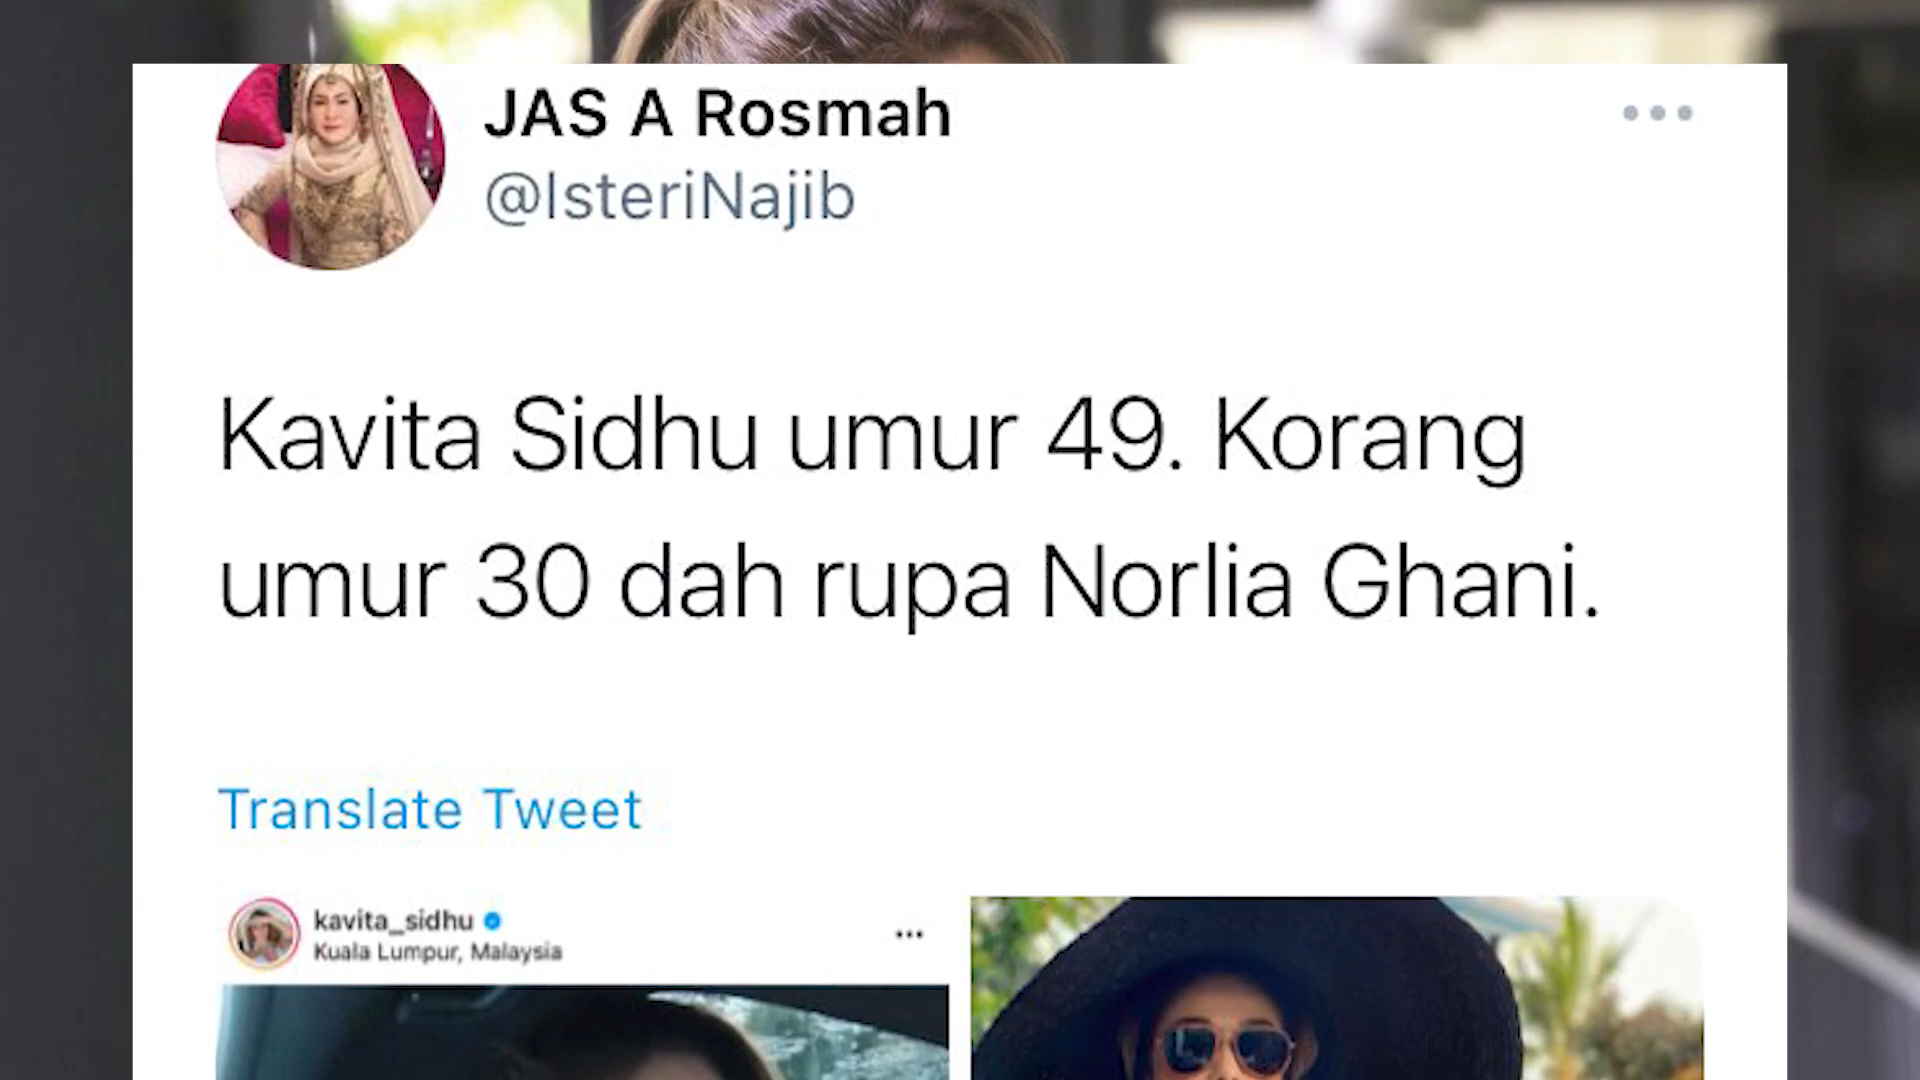 JAS A Rosmah
@IsteriNajib
Kavita Sidhu umur 49. Korang
umur 30 dah rupa Norlia Ghani.
Translate Tweet
kavita_sidhu
Kuala Lumpur, Malaysia